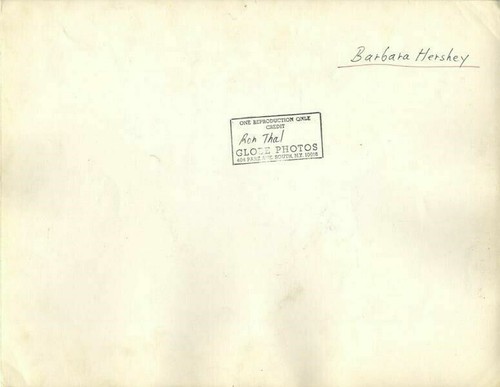 Barbara Hershey
ONE REPRODUCTION ONLY
CREDIT
Ron Thal
GLOBE PHOTOS
404 PARK AVE. SOUTH, N.Y. 10016